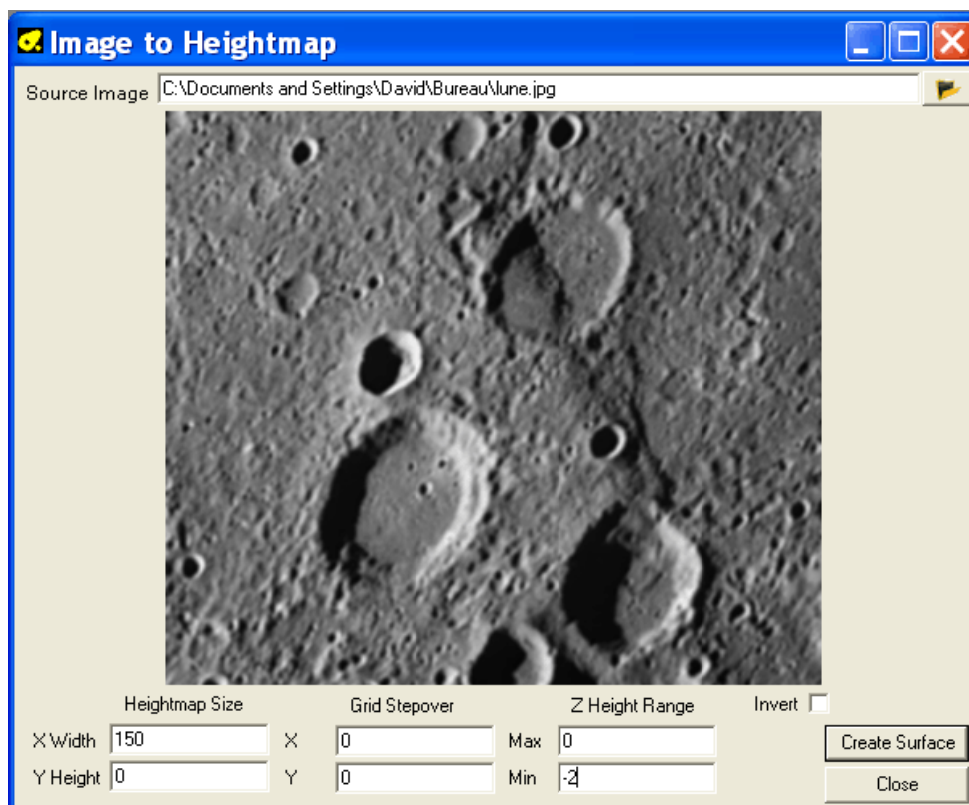 Image to Heightmap
Source Image C:\Documents and Settings\David\Bureau\lune.jpg
Heightmap Size Grid Stepover Z Height Range Invert
X Width 150 X 0 Max 0 Create Surface
Y Height 0 Y 0 Min -2 Close